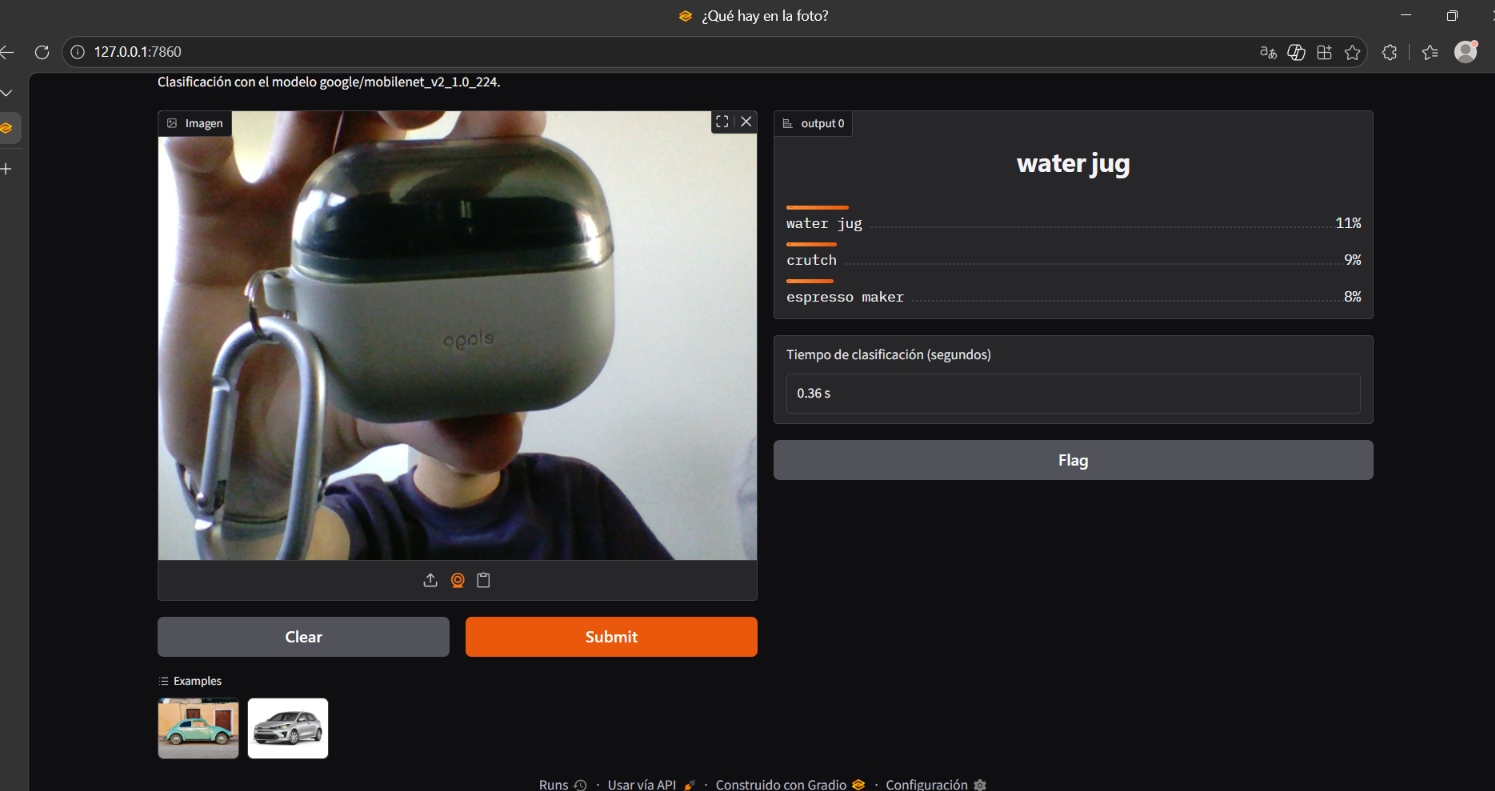 ¿Qué hay en la foto?
127.0.0.1:7860
Clasificación con el modelo google/mobilenet_v2_1.0_224.
Imagen
elago
output 0
water jug
water jug 11%
crutch 9%
espresso maker 8%
Tiempo de clasificación (segundos)
0.36 s
Flag
Clear
Submit
Examples
Runs · Usar vía API · Construido con Gradio · Configuración